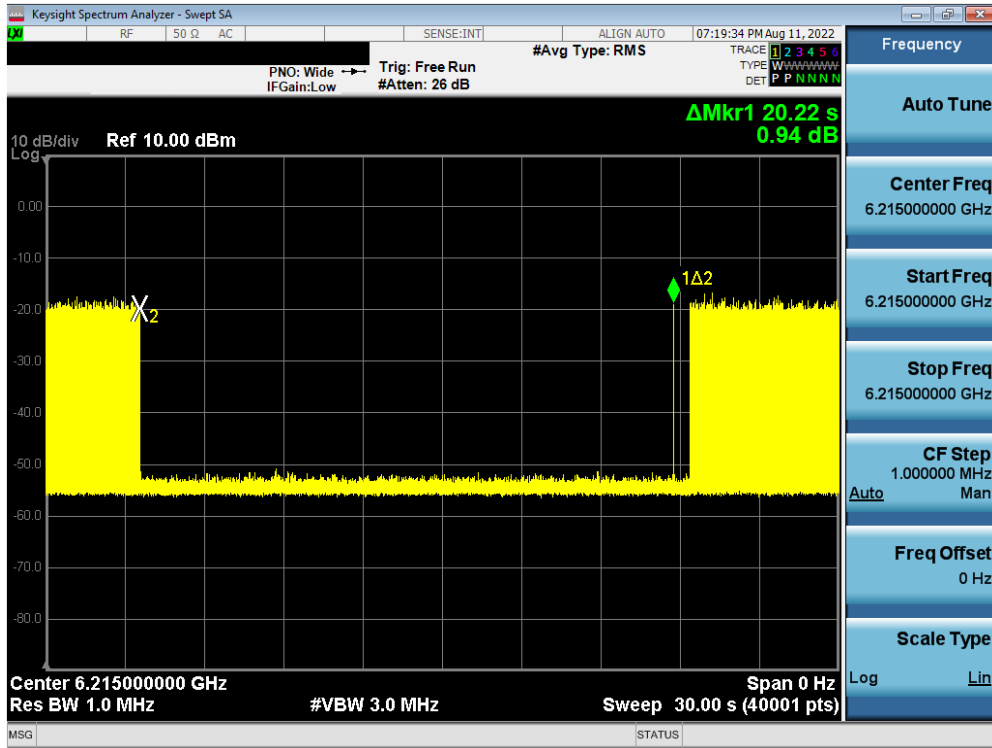 Keysight Spectrum Analyzer - Swept SA
LXI
RF 50 Ω AC SENSE:INT ALIGN AUTO 07:19:34 PM Aug 11, 2022
#Avg Type: RMS
TRACE 1 2 3 4 5 6
PNO: Wide Trig: Free Run
TYPE WWWWWW
IFGain:Low #Atten: 26 dB
DET P P N N N N
ΔMkr1 20.22 s
0.94 dB
10 dB/div Ref 10.00 dBm
Log
0.00
-10.0
-20.0
-30.0
-40.0
-50.0
-60.0
-70.0
-80.0
1Δ2
2
Center 6.215000000 GHz Span 0 Hz
Res BW 1.0 MHz #VBW 3.0 MHz Sweep 30.00 s (40001 pts)
MSG STATUS
Frequency
Auto Tune
Center Freq
6.215000000 GHz
Start Freq
6.215000000 GHz
Stop Freq
6.215000000 GHz
CF Step
1.000000 MHz
Auto Man
Freq Offset
0 Hz
Scale Type
Log Lin